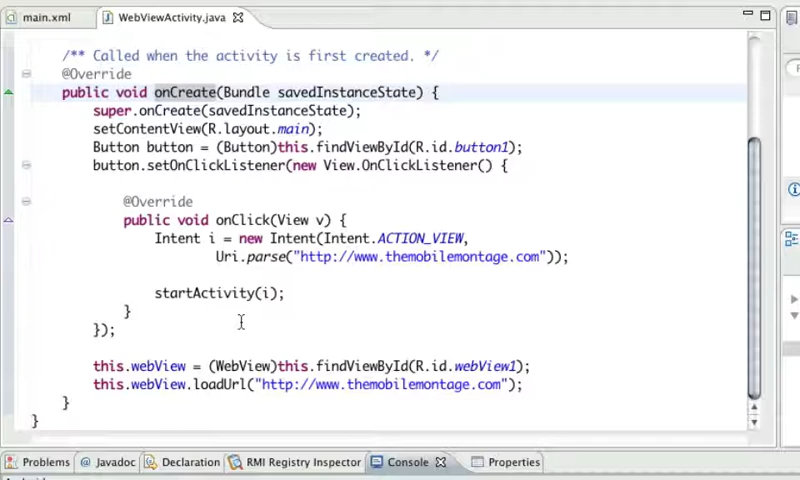 main.xml
WebViewActivity.java
/** Called when the activity is first created. */
@Override
public void onCreate(Bundle savedInstanceState) {
super.onCreate(savedInstanceState);
setContentView(R.layout.main);
Button button = (Button)this.findViewById(R.id.button1);
button.setOnClickListener(new View.OnClickListener() {
@Override
public void onClick(View v) {
Intent i = new Intent(Intent.ACTION_VIEW,
Uri.parse("http://www.themobilemontage.com"));
startActivity(i);
}
});
this.webView = (WebView)this.findViewById(R.id.webView1);
this.webView.loadUrl("http://www.themobilemontage.com");
}
}
Problems @ Javadoc Declaration RMI Registry Inspector Console Properties